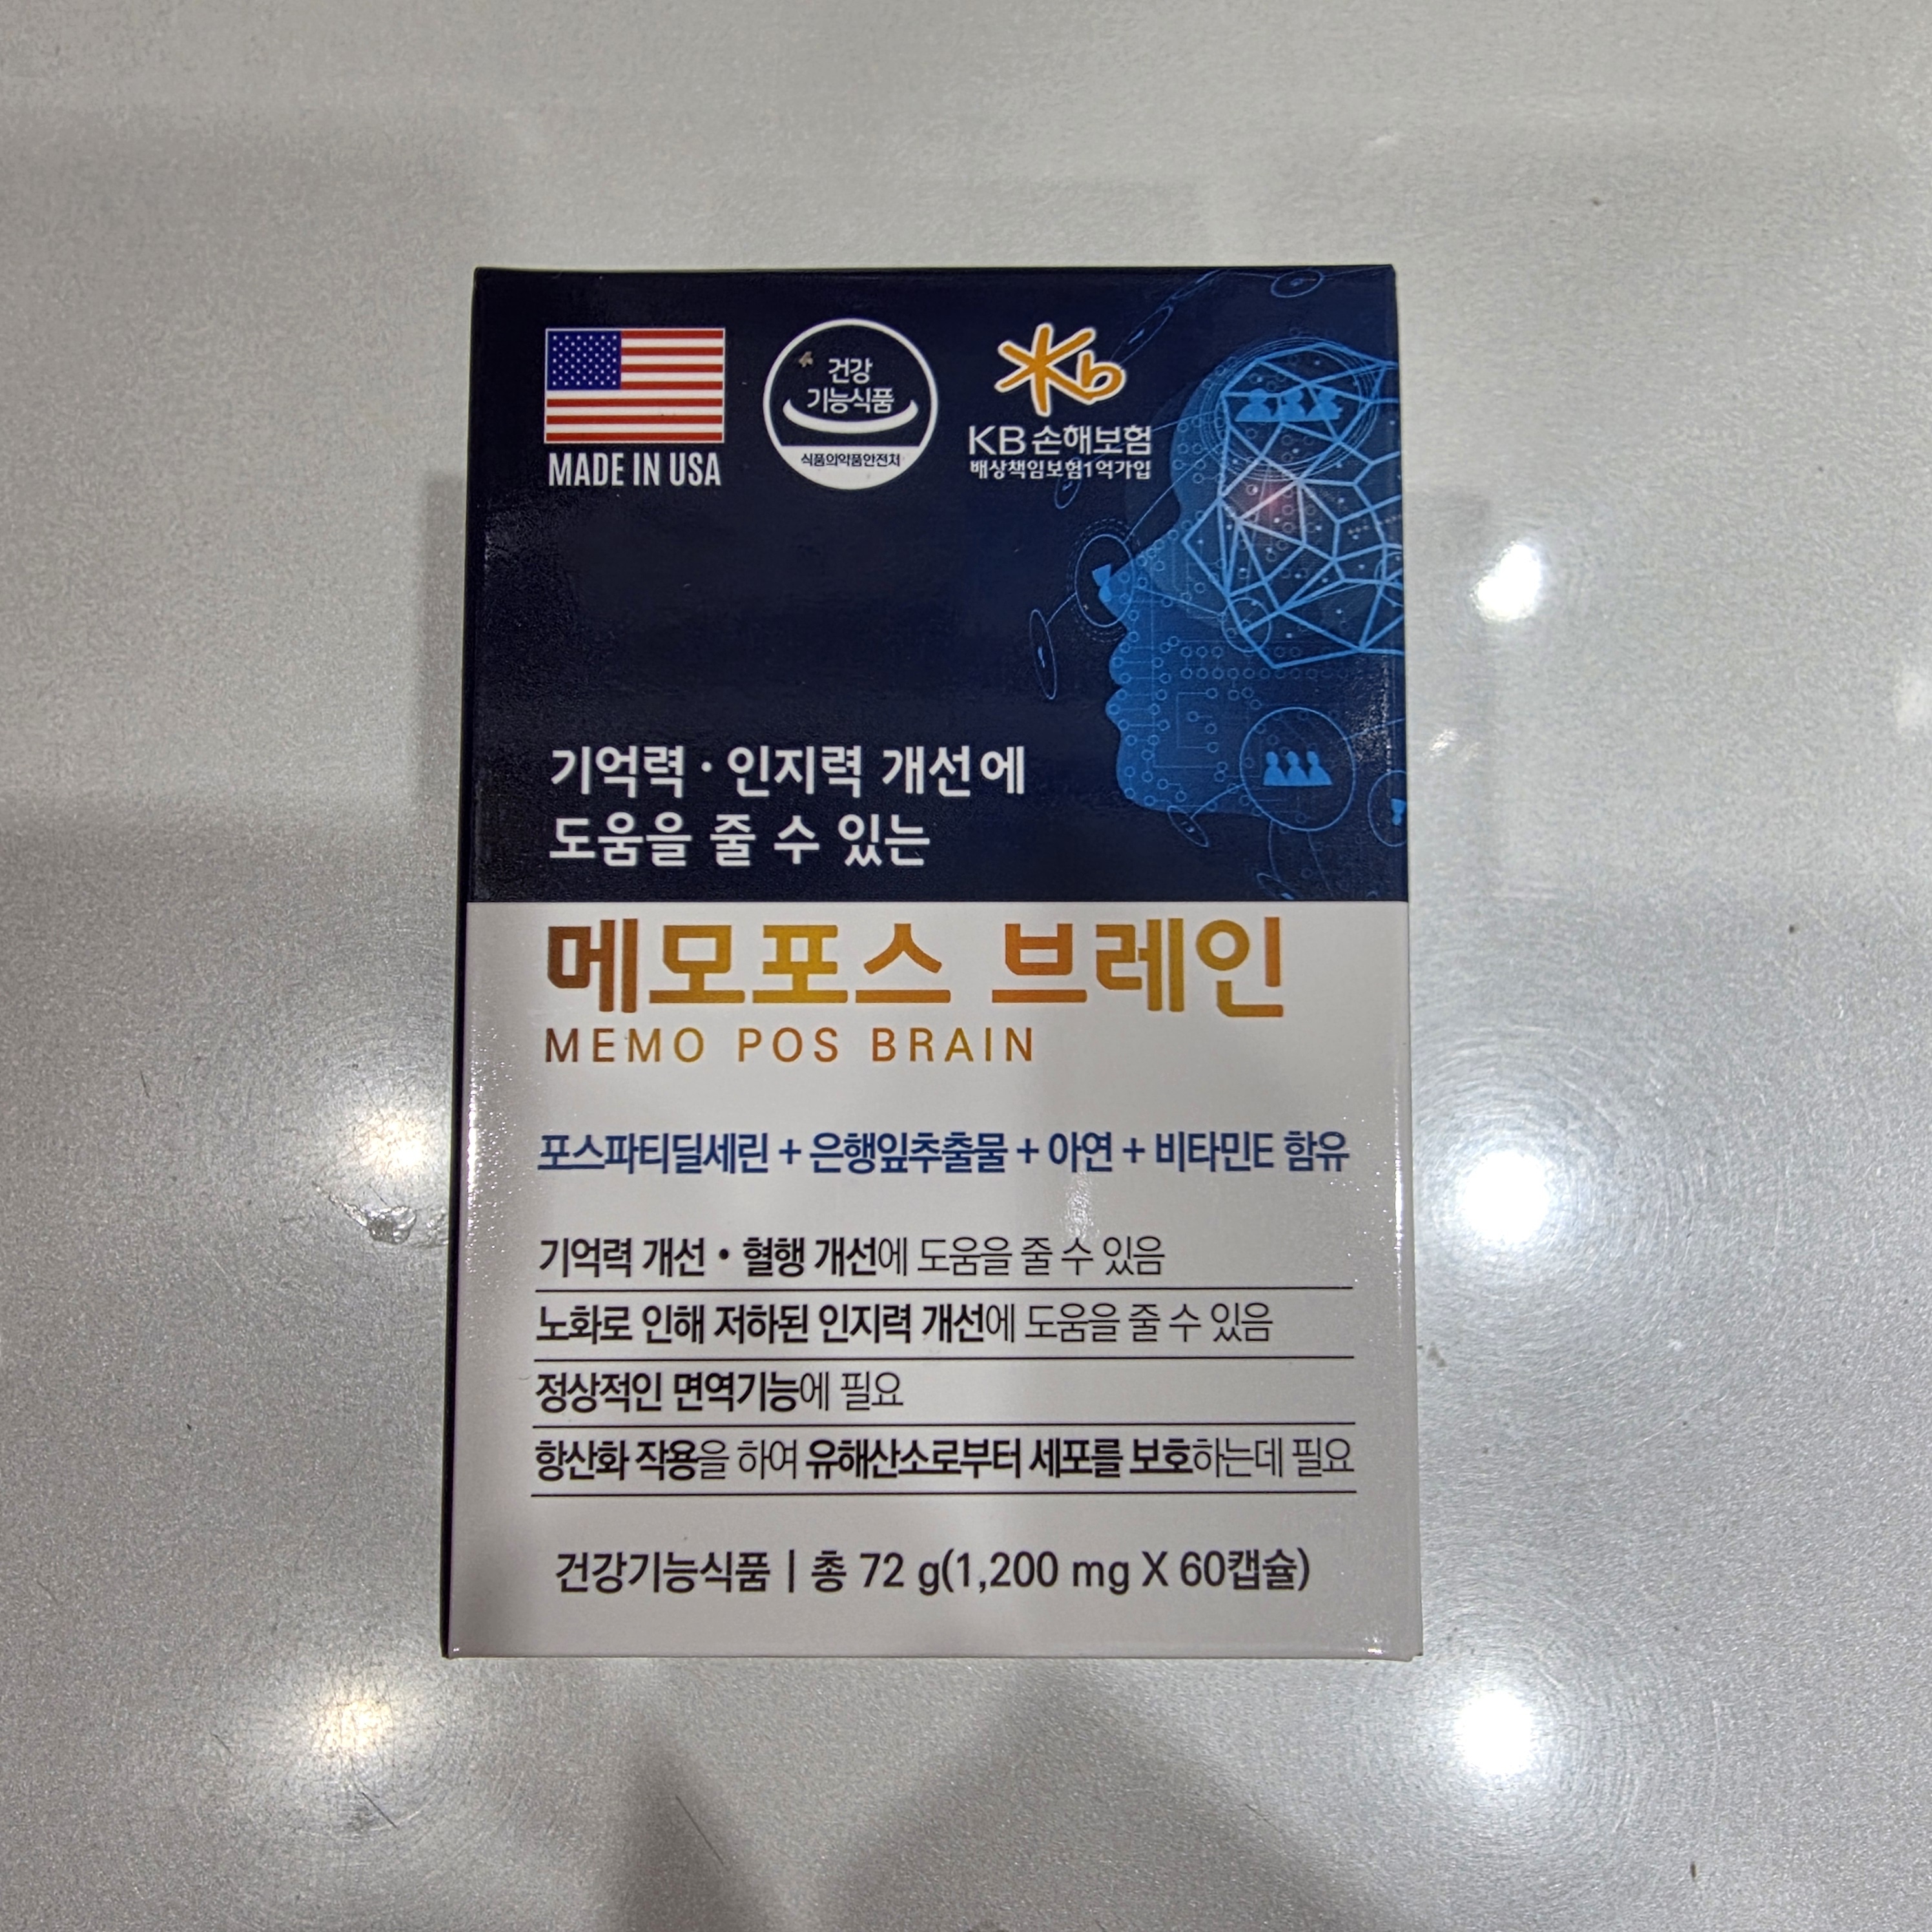 MADE IN USA
건강
기능식품
식품의약품안전처
Kb
KB손해보험
배상책임보험1억가입
기억력·인지력 개선에
도움을 줄 수 있는
메모포스 브레인
MEMO POS BRAIN
포스파티딜세린 + 은행잎추출물 + 아연 + 비타민E 함유
기억력 개선 • 혈행 개선에 도움을 줄 수 있음
노화로 인해 저하된 인지력 개선에 도움을 줄 수 있음
정상적인 면역기능에 필요
항산화 작용을 하여 유해산소로부터 세포를 보호하는데 필요
건강기능식품 | 총 72 g(1,200 mg X 60캡슐)